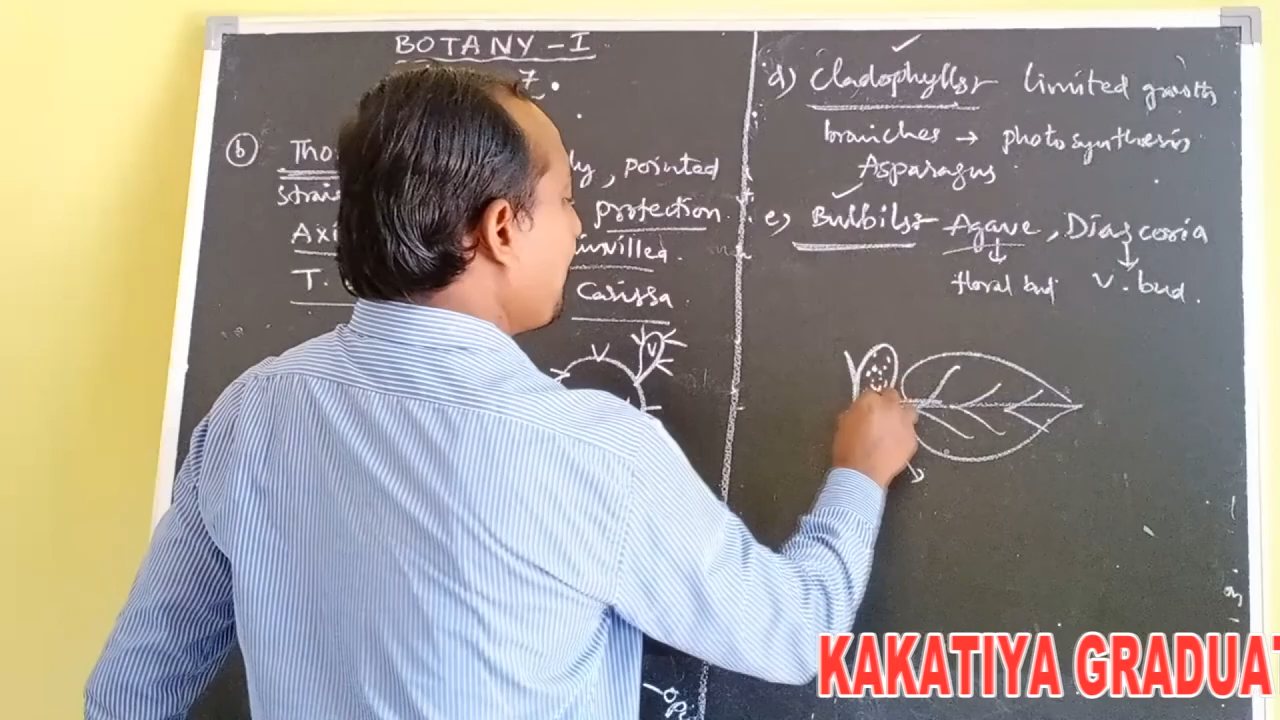 BOTANY-I
b
Tho
ly, pointed
protection
Axi
T.
Carissa
V
d) Cladophylls:- limited growth
branches → photosynthesis
Asparagus
e) Bulbils:- Agave, Dioscoria
floral bud V. bud.
KAKATIYA GRADUAT